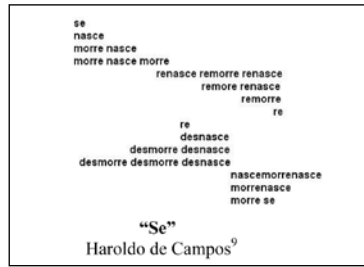 se
nasce
morre nasce
morre nasce morre
renasce remorre renasce
remore renasce
remorre
re
re
desnasce
desmorre desnasce
desmorre desmorre desnasce
nascemorrenasce
morrenasce
morre se
“Se”
Haroldo de Campos⁹